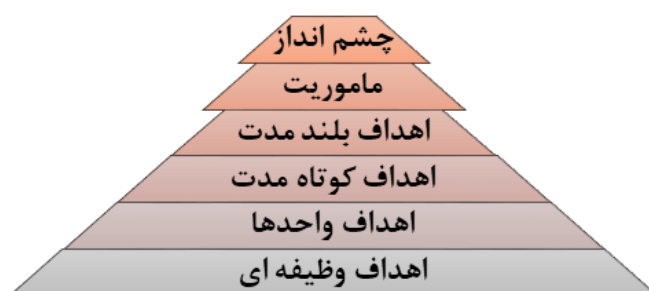 چشم انداز
ماموریت
اهداف بلند مدت
اهداف کوتاه مدت
اهداف واحدها
اهداف وظیفه ای